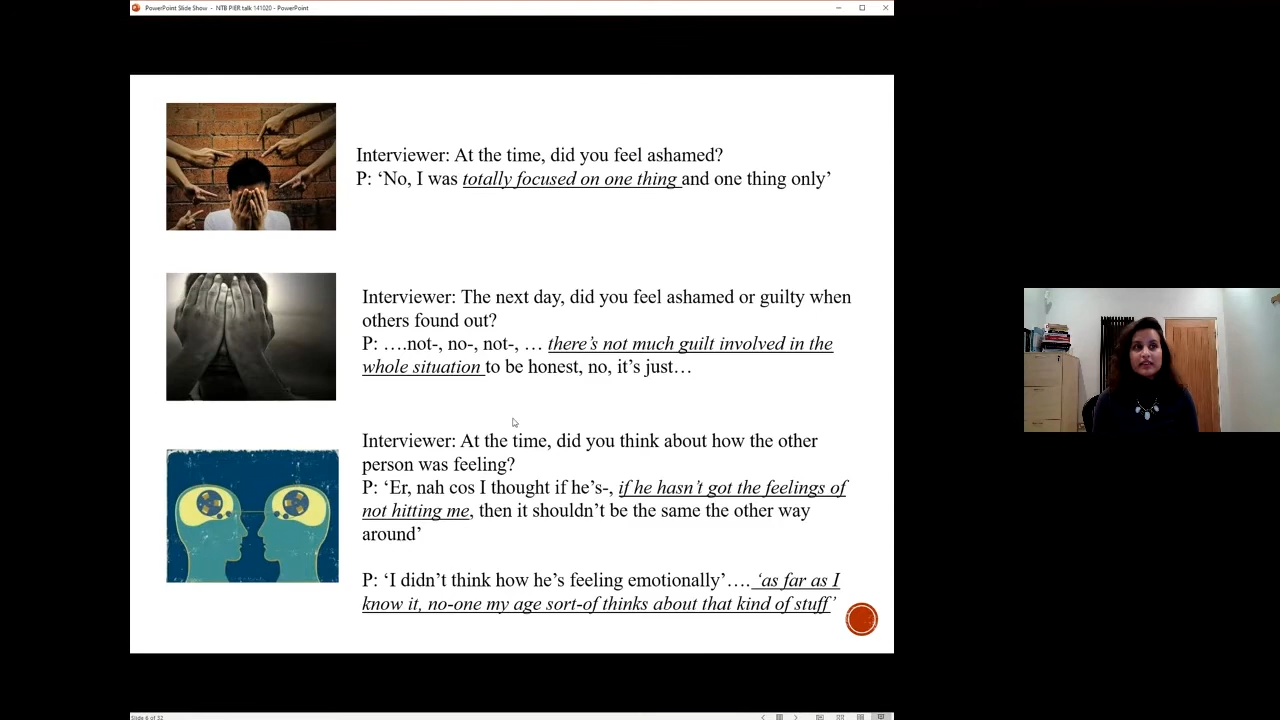 PowerPoint Slide Show - NTB PIER talk 141020 - PowerPoint
Interviewer: At the time, did you feel ashamed?
P: ‘No, I was totally focused on one thing and one thing only’
Interviewer: The next day, did you feel ashamed or guilty when
others found out?
P: ….not-, no-, not-, … there’s not much guilt involved in the
whole situation to be honest, no, it’s just…
Interviewer: At the time, did you think about how the other
person was feeling?
P: ‘Er, nah cos I thought if he’s-, if he hasn’t got the feelings of
not hitting me, then it shouldn’t be the same the other way
around’
P: ‘I didn’t think how he’s feeling emotionally’…. ‘as far as I
know it, no-one my age sort-of thinks about that kind of stuff’
Slide 6 of 32